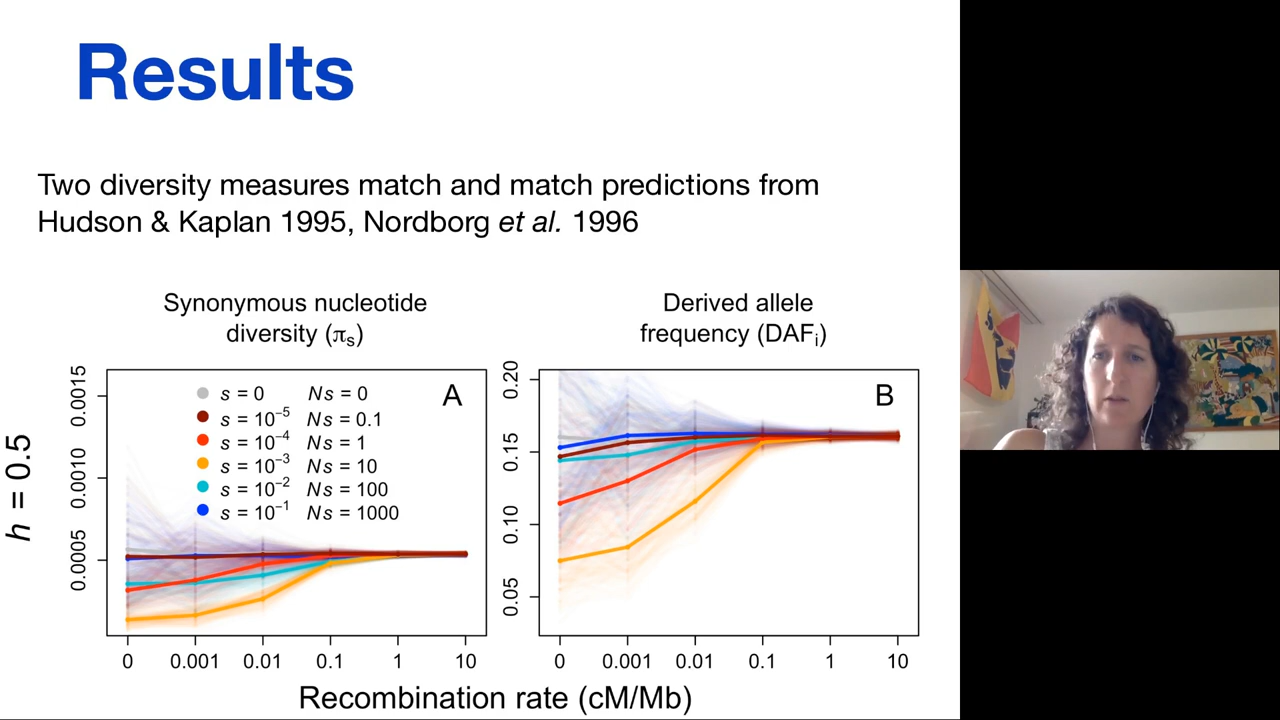 Results
Two diversity measures match and match predictions from
Hudson & Kaplan 1995, Nordborg et al. 1996
h = 0.5
Synonymous nucleotide
diversity (πs)
A
s = 0 Ns = 0
s = 10⁻⁵ Ns = 0.1
s = 10⁻⁴ Ns = 1
s = 10⁻³ Ns = 10
s = 10⁻² Ns = 100
s = 10⁻¹ Ns = 1000
0.0015
0.0010
0.0005
0 0.001 0.01 0.1 1 10
Derived allele
frequency (DAFi)
B
0.20
0.15
0.10
0.05
0 0.001 0.01 0.1 1 10
Recombination rate (cM/Mb)